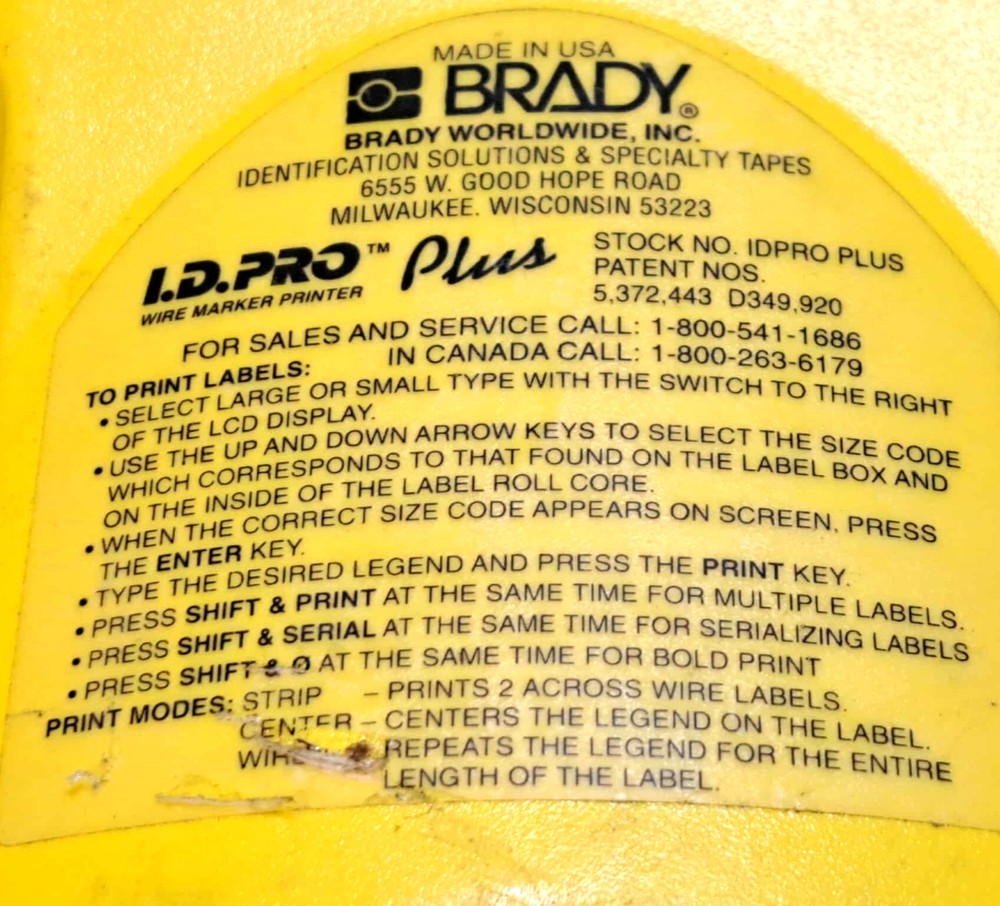 MADE IN USA
BRADY®
BRADY WORLDWIDE, INC.
IDENTIFICATION SOLUTIONS & SPECIALTY TAPES
6555 W. GOOD HOPE ROAD
MILWAUKEE. WISCONSIN 53223
I.D.PRO™ Plus
WIRE MARKER PRINTER
STOCK NO. IDPRO PLUS
PATENT NOS.
5,372,443 D349,920
FOR SALES AND SERVICE CALL: 1-800-541-1686
IN CANADA CALL: 1-800-263-6179
TO PRINT LABELS:
• SELECT LARGE OR SMALL TYPE WITH THE SWITCH TO THE RIGHT
OF THE LCD DISPLAY.
• USE THE UP AND DOWN ARROW KEYS TO SELECT THE SIZE CODE
WHICH CORRESPONDS TO THAT FOUND ON THE LABEL BOX AND
ON THE INSIDE OF THE LABEL ROLL CORE.
• WHEN THE CORRECT SIZE CODE APPEARS ON SCREEN, PRESS
THE ENTER KEY.
• TYPE THE DESIRED LEGEND AND PRESS THE PRINT KEY.
• PRESS SHIFT & PRINT AT THE SAME TIME FOR MULTIPLE LABELS.
• PRESS SHIFT & SERIAL AT THE SAME TIME FOR SERIALIZING LABELS
• PRESS SHIFT & Ø AT THE SAME TIME FOR BOLD PRINT
PRINT MODES: STRIP – PRINTS 2 ACROSS WIRE LABELS.
CENTER – CENTERS THE LEGEND ON THE LABEL.
REPEATS THE LEGEND FOR THE ENTIRE
LENGTH OF THE LABEL.